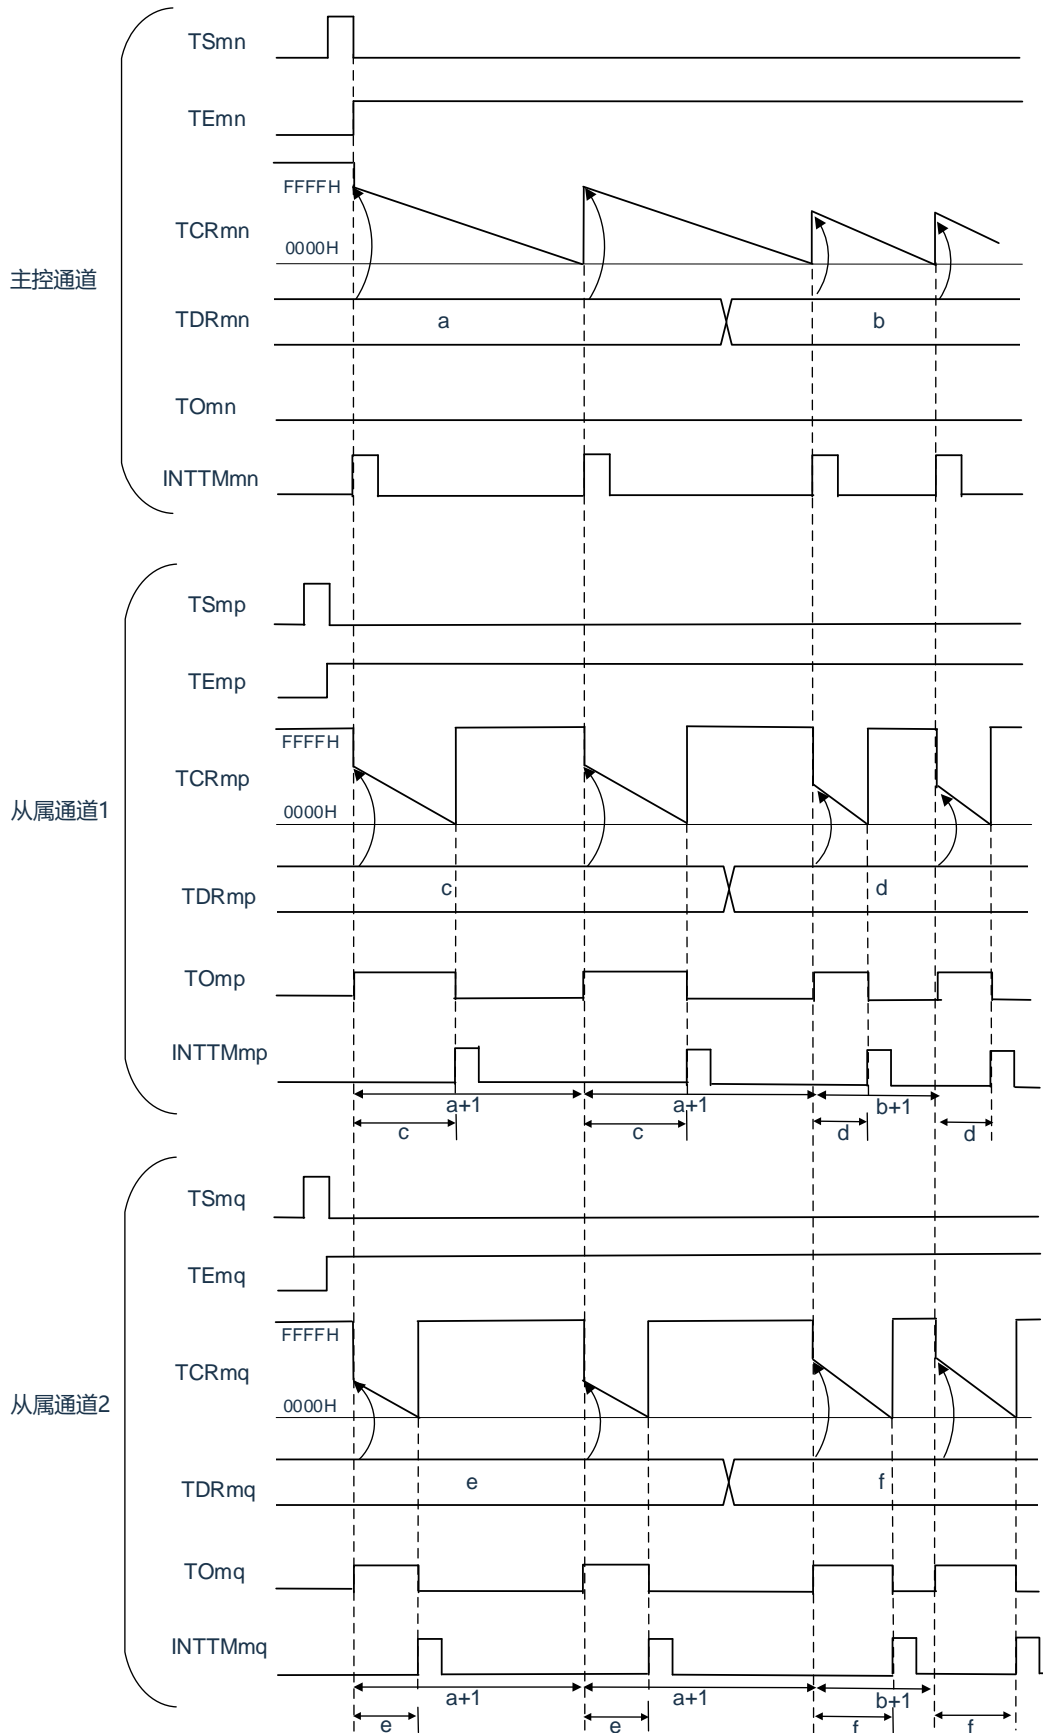 TSmn
TEmn
FFFFH
TCRmn
0000H
主控通道
TDRmn
a
b
TOmn
INTTMmn
TSmp
TEmp
FFFFH
TCRmp
0000H
从属通道1
TDRmp
c
d
TOmp
INTTMmp
a+1
a+1
b+1
c
c
d
d
TSmq
TEmq
FFFFH
TCRmq
0000H
从属通道2
TDRmq
e
f
TOmq
INTTMmq
a+1
a+1
b+1
e
e
f
f